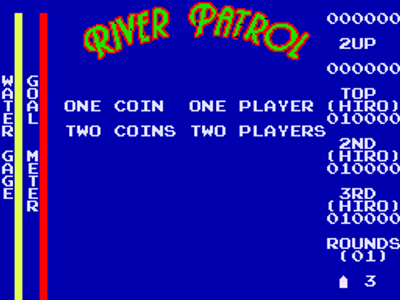 RIVER PATROL
WATER GAGE
GOAL METER
ONE COIN ONE PLAYER
TWO COINS TWO PLAYERS
000000
2UP
000000
TOP
(HIRO)
010000
2ND
(HIRO)
010000
3RD
(HIRO)
010000
ROUNDS
(01)
3